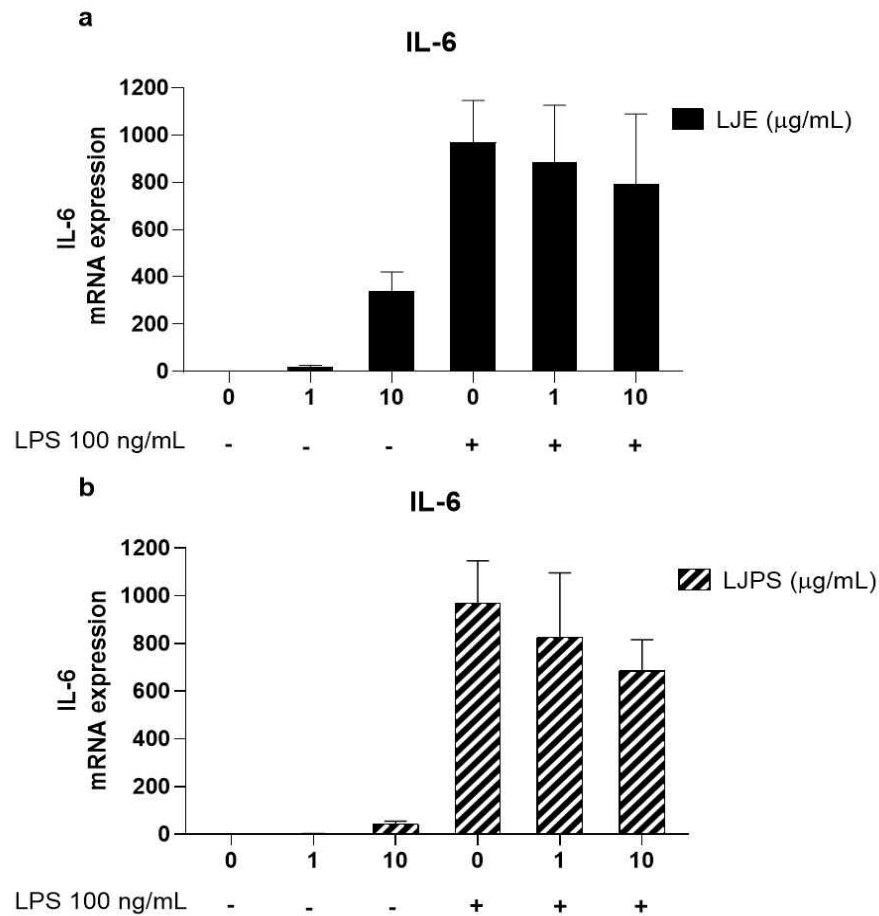 a
IL-6
1200
1000
800
600
400
200
0
IL-6
mRNA expression
LJE (μg/mL)
0 1 10 0 1 10
LPS 100 ng/mL - - - + + +
b
IL-6
1200
1000
800
600
400
200
0
IL-6
mRNA expression
LJPS (μg/mL)
0 1 10 0 1 10
LPS 100 ng/mL - - - + + +